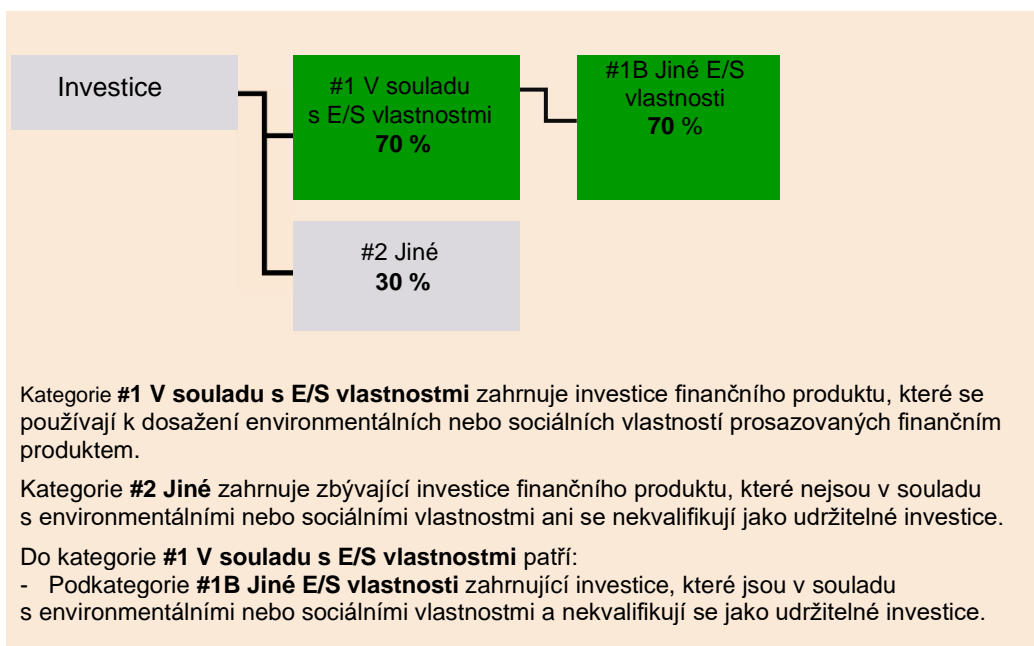 Investice
#1 V souladu
s E/S vlastnostmi
70 %
#1B Jiné E/S
vlastnosti
70 %
#2 Jiné
30 %
Kategorie #1 V souladu s E/S vlastnostmi zahrnuje investice finančního produktu, které se
používají k dosažení environmentálních nebo sociálních vlastností prosazovaných finančním
produktem.
Kategorie #2 Jiné zahrnuje zbývající investice finančního produktu, které nejsou v souladu
s environmentálními nebo sociálními vlastnostmi ani se nekvalifikují jako udržitelné investice.
Do kategorie #1 V souladu s E/S vlastnostmi patří:
- Podkategorie #1B Jiné E/S vlastnosti zahrnující investice, které jsou v souladu
s environmentálními nebo sociálními vlastnostmi a nekvalifikují se jako udržitelné investice.